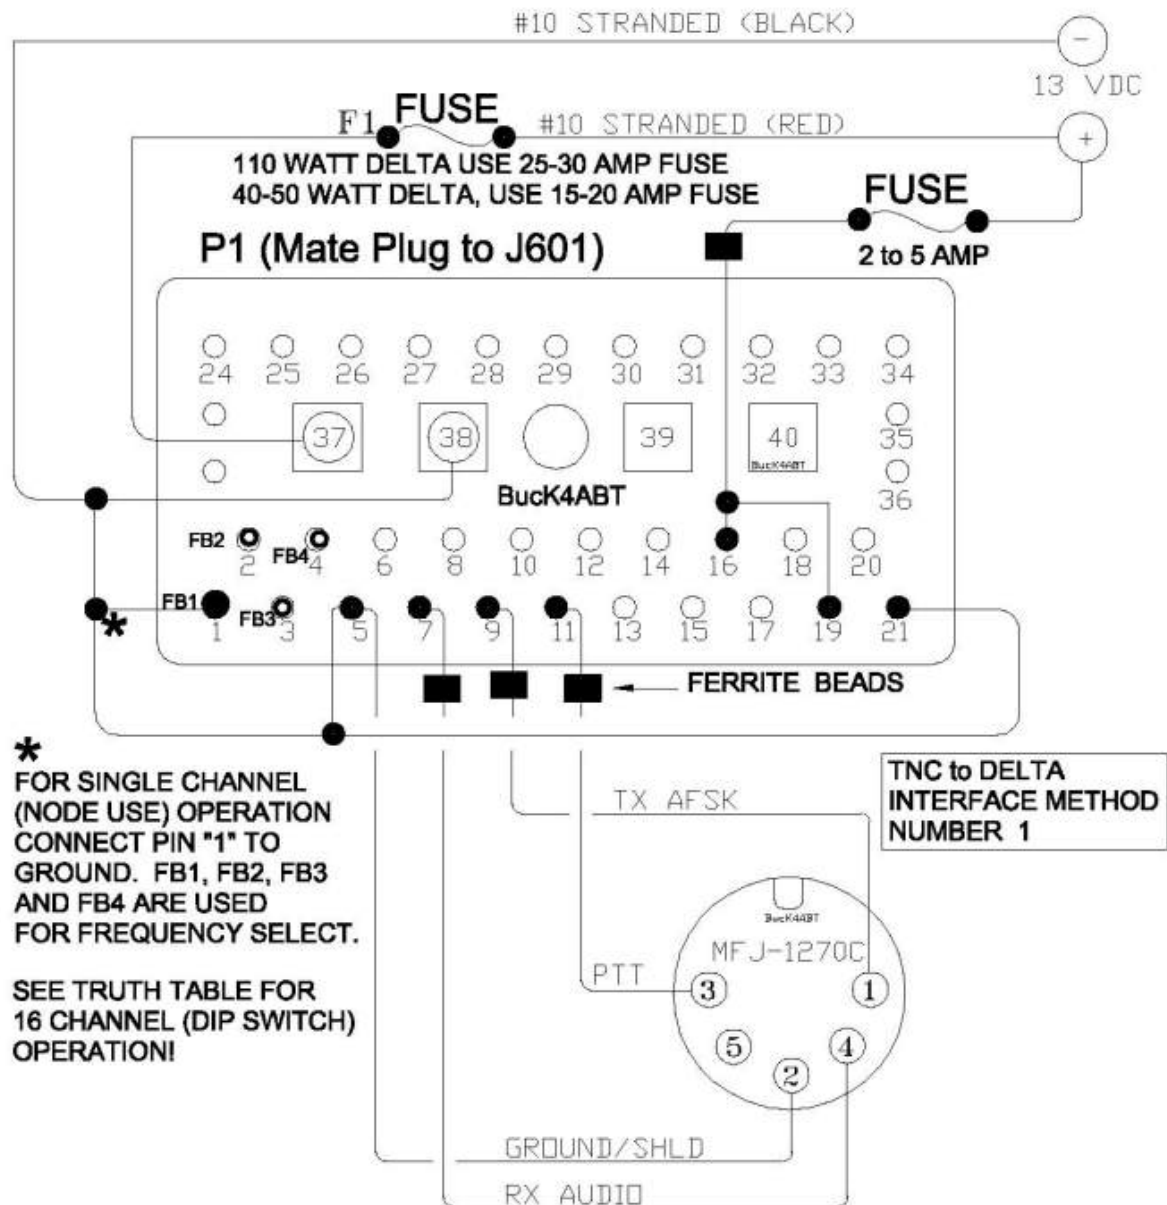 #10 STRANDED (BLACK)
−
13 VDC
F1 FUSE
#10 STRANDED (RED)
+
110 WATT DELTA USE 25-30 AMP FUSE
40-50 WATT DELTA, USE 15-20 AMP FUSE
FUSE
2 to 5 AMP
P1 (Mate Plug to J601)
24 25 26 27 28 29 30 31 32 33 34
37 38 39 40 35
BucK4ABT
BucK4ABT
36
FB2 2 FB4 4 6 8 10 12 14 16 18 20
FB1 1 FB3 3 5 7 9 11 13 15 17 19 21
*
FERRITE BEADS
*
FOR SINGLE CHANNEL
(NODE USE) OPERATION
CONNECT PIN "1" TO
GROUND. FB1, FB2, FB3
AND FB4 ARE USED
FOR FREQUENCY SELECT.
SEE TRUTH TABLE FOR
16 CHANNEL (DIP SWITCH)
OPERATION!
TNC to DELTA
INTERFACE METHOD
NUMBER 1
TX AFSK
BucK4ABT
MFJ-1270C
PTT
3 1
5 4
2
GROUND/SHLD
RX AUDIO